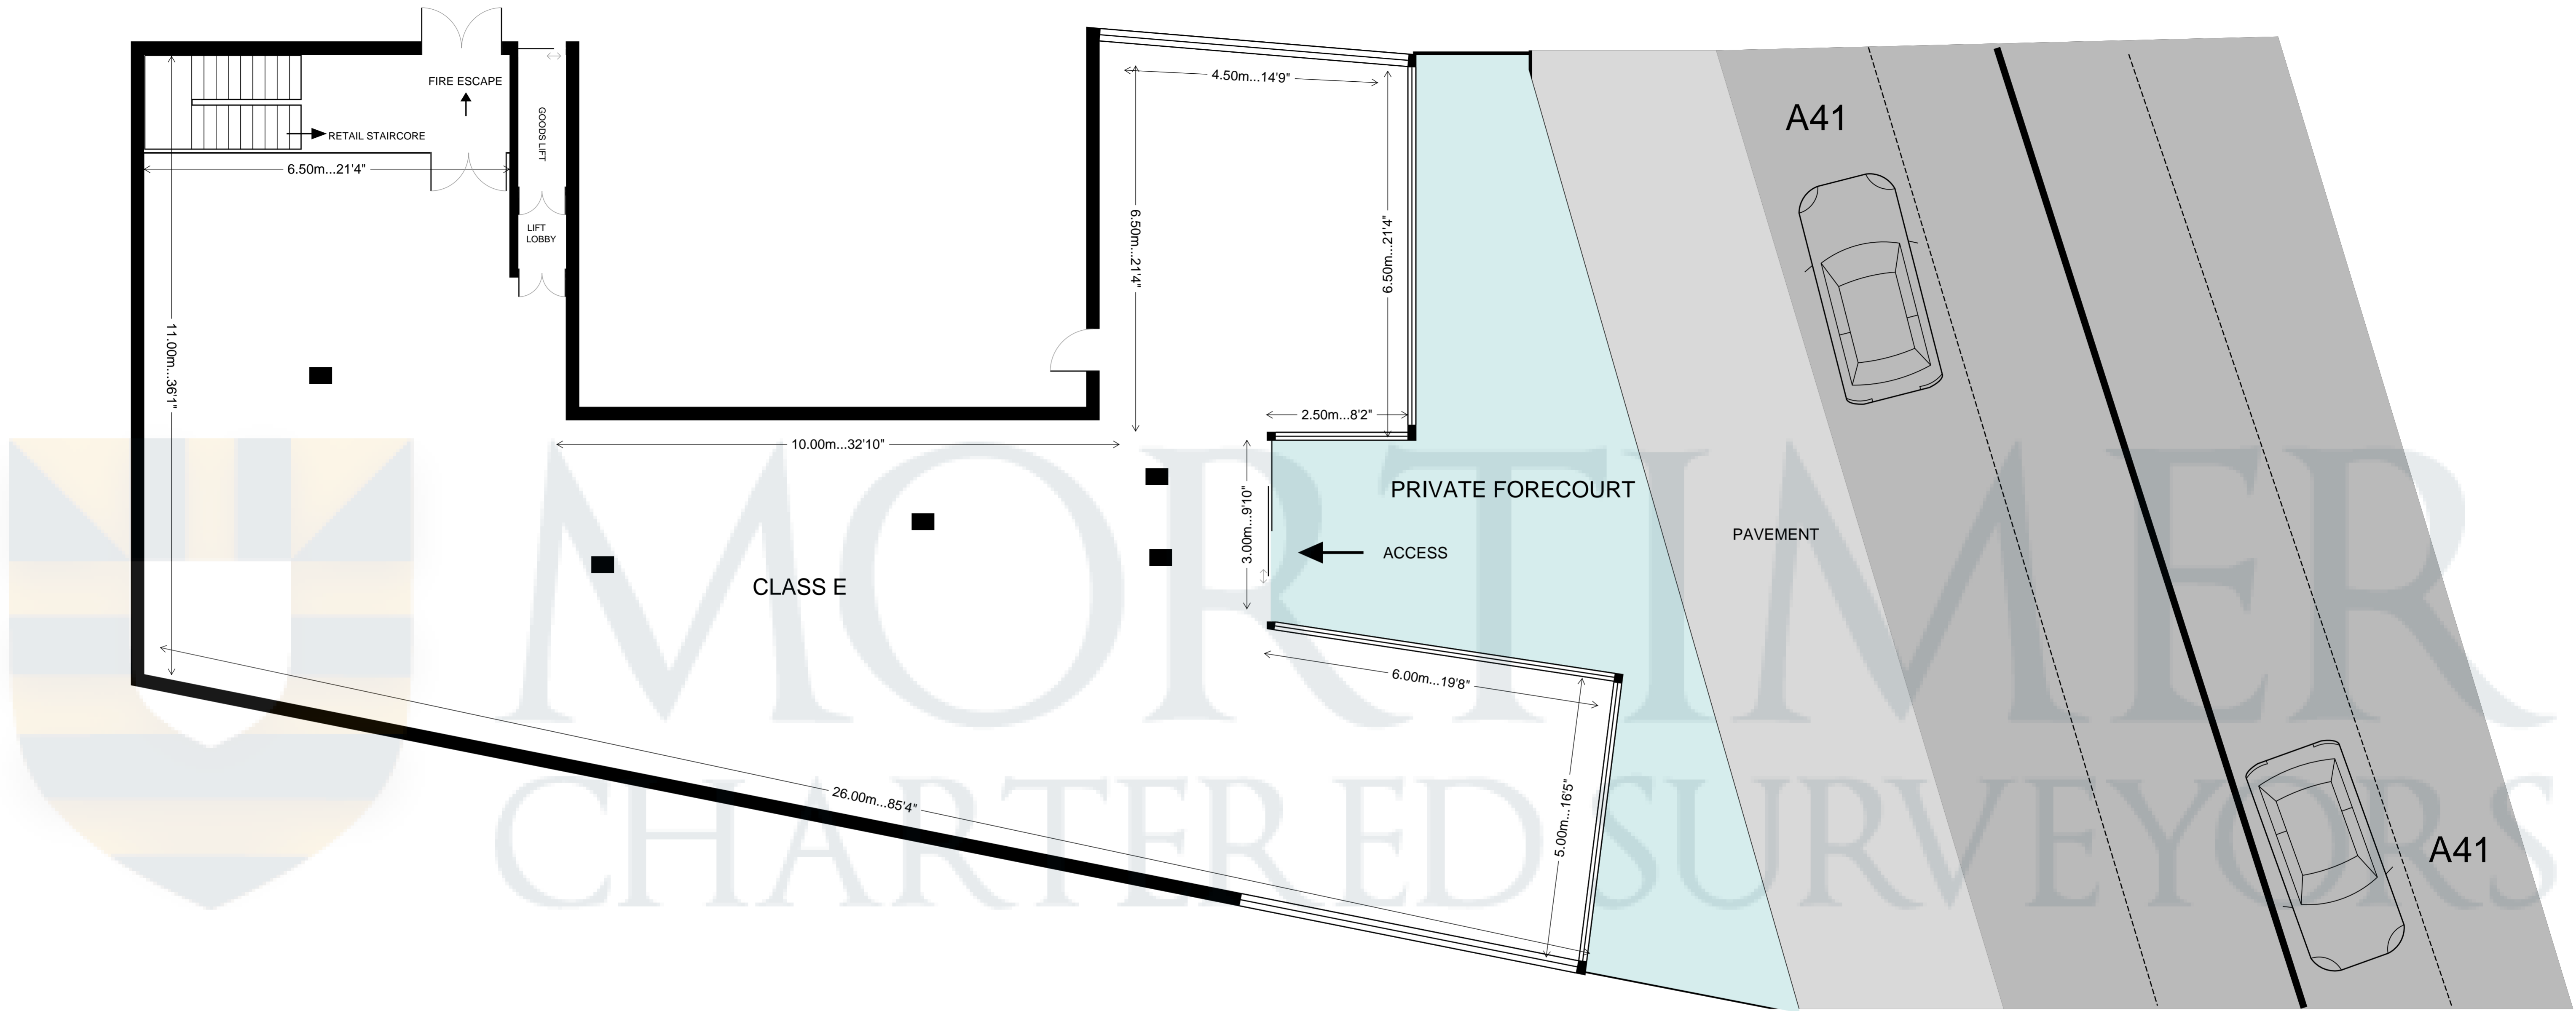 FIRE ESCAPE
RETAIL STAIRCORE
6.50m...21'4"
GOODS LIFT
LIFT
LOBBY
11.00m...36'1"
10.00m...32'10"
4.50m...14'9"
6.50m...21'4"
6.50m...21'4"
2.50m...8'2"
3.00m...9'10"
PRIVATE FORECOURT
ACCESS
CLASS E
6.00m...19'8"
26.00m...85'4"
5.00m...16'5"
PAVEMENT
A41
A41
MORTIMER
CHARTERED SURVEYORS